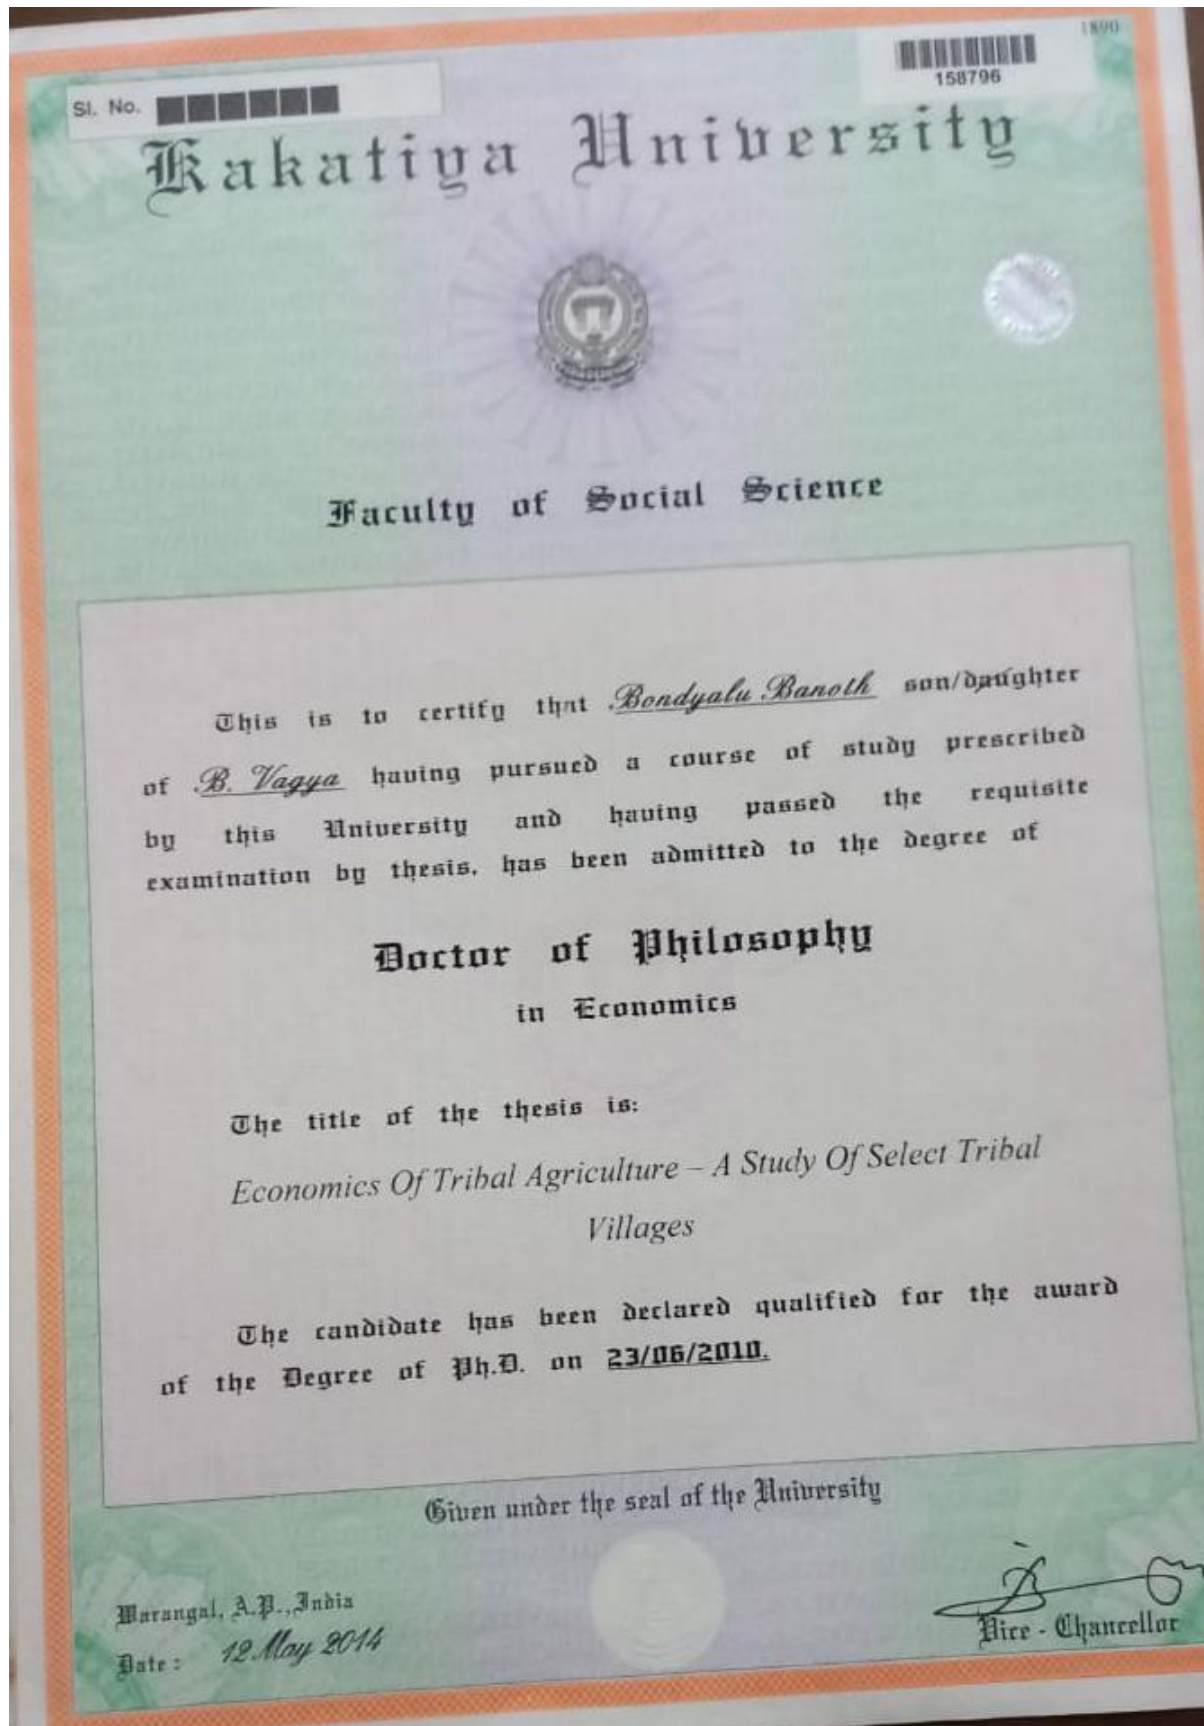 1890
Sl. No.
158796
Kakatiya University
Faculty of Social Science
This is to certify that Bondyalu Banoth son/daughter
of B. Vagya having pursued a course of study prescribed
by this University and having passed the requisite
examination by thesis, has been admitted to the degree of
Doctor of Philosophy
in Economics
The title of the thesis is:
Economics Of Tribal Agriculture – A Study Of Select Tribal
Villages
The candidate has been declared qualified for the award
of the Degree of Ph.D. on 23/06/2010.
Given under the seal of the University
Warangal, A.P., India
Date : 12 May 2014
Vice - Chancellor